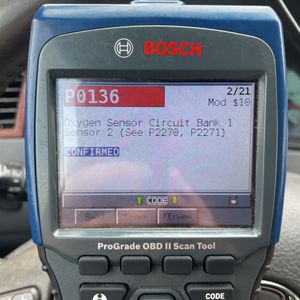 BOSCH
P0136
2/21
Mod $10
Oxygen Sensor Circuit Bank 1
Sensor 2 (See P2270, P2271)
CONFIRMED
CODE
Read
ProGrade OBD II Scan Tool
CODE